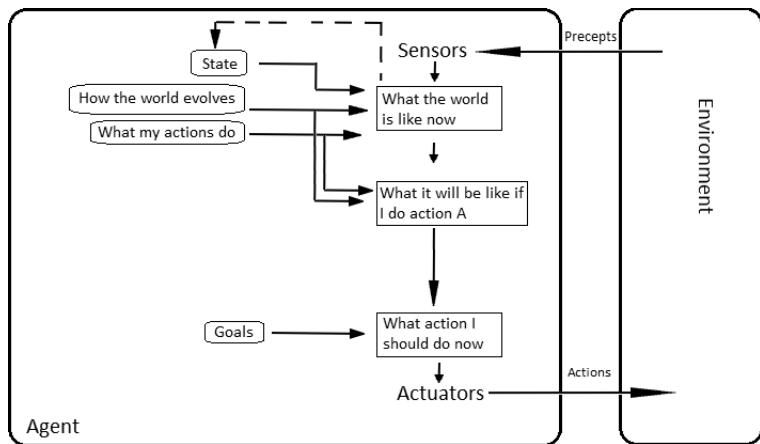 Precepts
Sensors
State
How the world evolves
What my actions do
What the world
is like now
What it will be like if
I do action A
Goals
What action I
should do now
Actuators
Actions
Agent
Environment